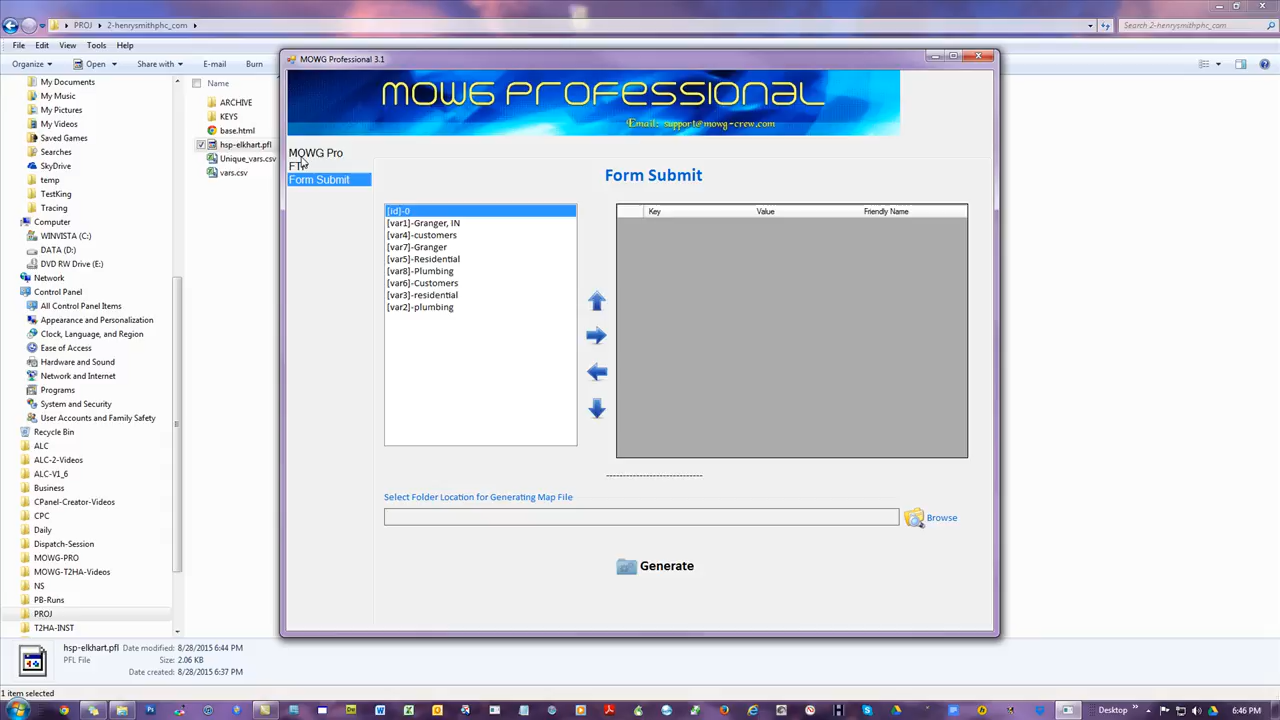 PROJ
2-henrysmithphc_com
Search 2-henrysmithphc_com
File
Edit
View
Tools
Help
Organize
Open
Share with
E-mail
Burn
My Documents
My Music
My Pictures
My Videos
Saved Games
Searches
SkyDrive
temp
TestKing
Tracing
Computer
WINVISTA (C:)
DATA (D:)
DVD RW Drive (E:)
Network
Control Panel
All Control Panel Items
Appearance and Personalization
Clock, Language, and Region
Ease of Access
Hardware and Sound
Network and Internet
Programs
System and Security
User Accounts and Family Safety
Recycle Bin
ALC
ALC-2-Videos
ALC-V1_6
Business
CPanel-Creator-Videos
CPC
Daily
Dispatch-Session
MOWG-PRO
MOWG-T2HA-Videos
NS
PB-Runs
PROJ
T2HA-INST
Name
ARCHIVE
KEYS
base.html
hsp-elkhart.pfl
Unique_vars.csv
vars.csv
MOWG Professional 3.1
MOWG PROFESSIONAL
Email: support@mowg-crew.com
MOWG Pro
Form Submit
Form Submit
[id]-0
[var1]-Granger, IN
[var4]-customers
[var7]-Granger
[var5]-Residential
[var8]-Plumbing
[var6]-Customers
[var3]-residential
[var2]-plumbing
Key
Value
Friendly Name
----------------------------
Select Folder Location for Generating Map File
Browse
Generate
hsp-elkhart.pfl
Date modified: 8/28/2015 6:44 PM
PFL File
Size: 2.06 KB
Date created: 8/28/2015 6:37 PM
1 item selected
Desktop
6:46 PM